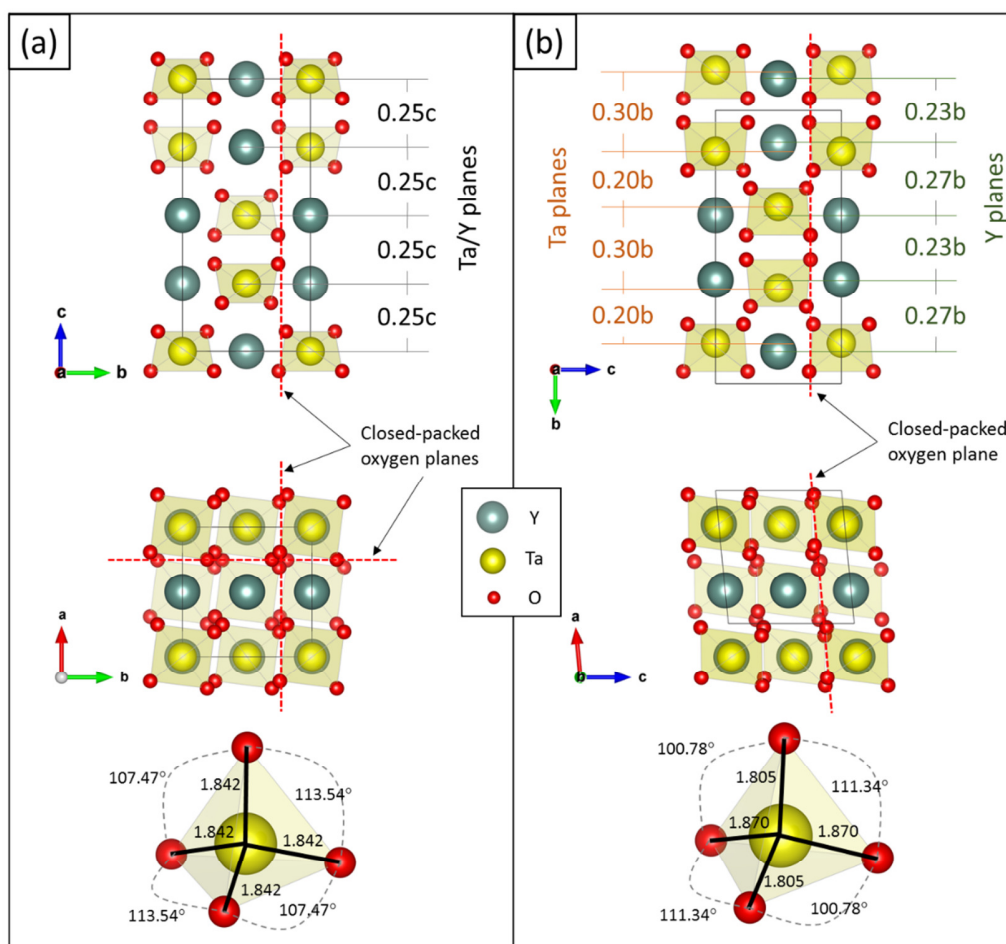 (a)
0.25c
0.25c
0.25c
0.25c
Ta/Y planes
c
a
b
Closed-packed
oxygen planes
a
b
107.47°
1.842
113.54°
1.842
1.842
1.842
113.54°
107.47°
Y
Ta
O
(b)
Ta planes
0.30b
0.20b
0.30b
0.20b
0.23b
0.27b
0.23b
0.27b
Y planes
a
c
b
Closed-packed
oxygen plane
a
b
c
100.78°
1.805
111.34°
1.870
1.870
1.805
111.34°
100.78°